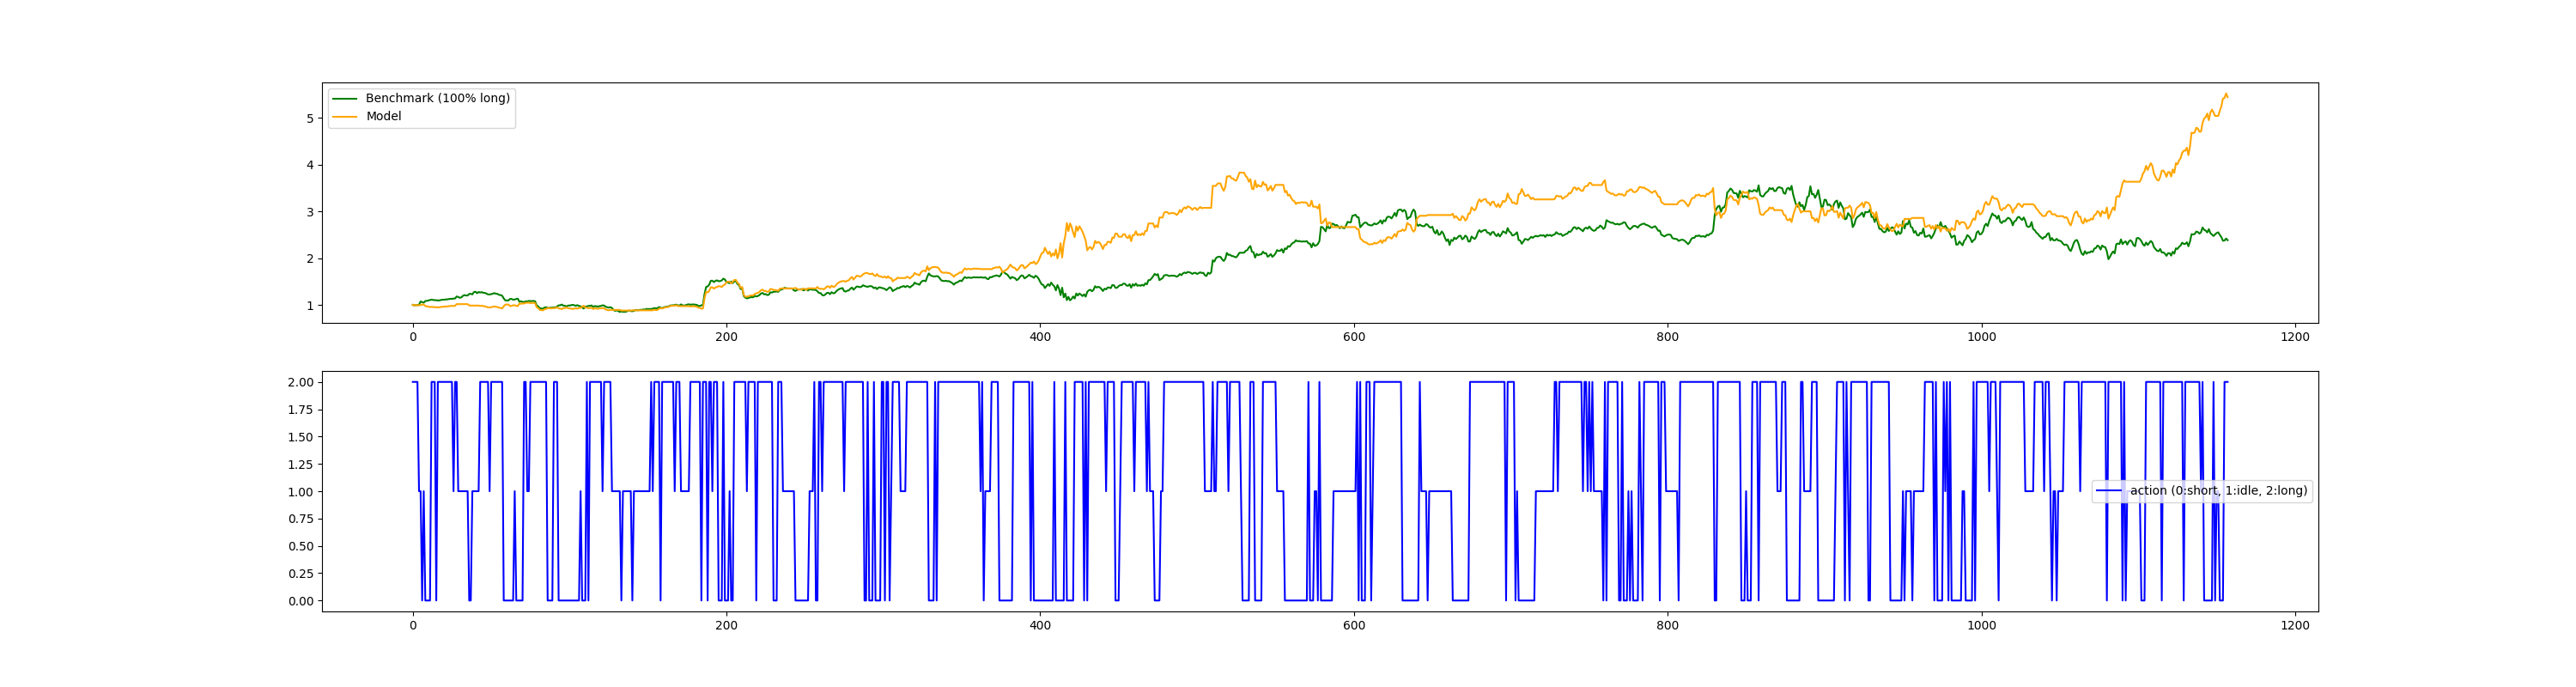 Benchmark (100% long)
Model
5
4
3
2
1
0 200 400 600 800 1000 1200
2.00
1.75
1.50
1.25
1.00
0.75
0.50
0.25
0.00
action (0:short, 1:idle, 2:long)
0 200 400 600 800 1000 1200